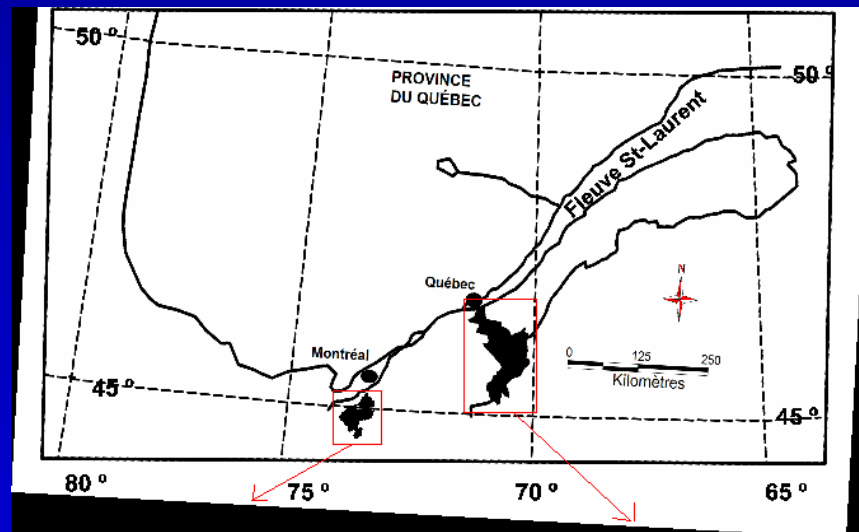 50 º
PROVINCE
DU QUÉBEC
50 º
Fleuve St-Laurent
N
Québec
Montréal
0 125 250
Kilomètres
45 º
45 º
80 º 75 º 70 º 65 º